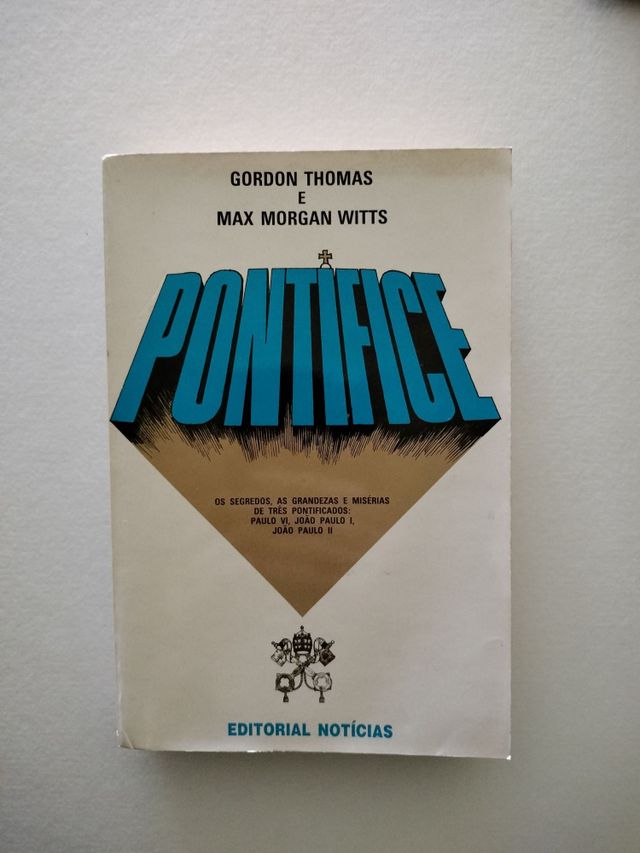 GORDON THOMAS
E
MAX MORGAN WITTS
PONTÍFICE
OS SEGREDOS, AS GRANDEZAS E MISÉRIAS
DE TRÊS PONTIFICADOS:
PAULO VI, JOÃO PAULO I,
JOÃO PAULO II
EDITORIAL NOTÍCIAS